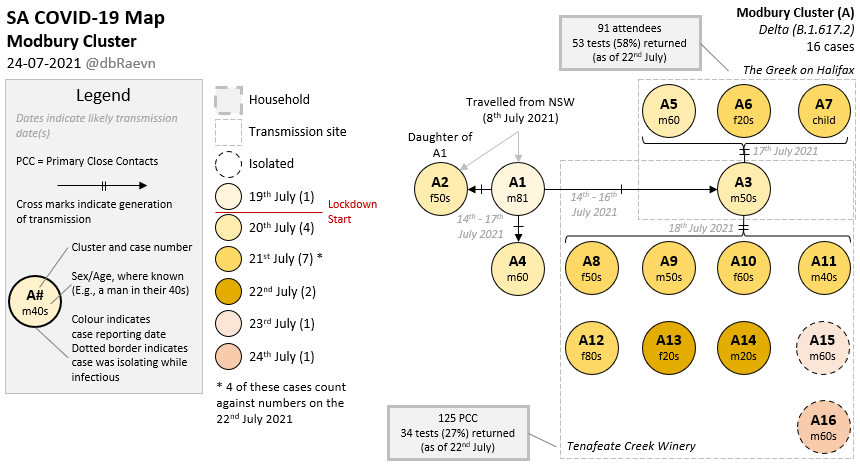 SA COVID-19 Map
Modbury Cluster
24-07-2021 @dbRaevn
Legend
Dates indicate likely transmission
date(s)
PCC = Primary Close Contacts
Cross marks indicate generation
of transmission
Cluster and case number
Sex/Age, where known
(E.g., a man in their 40s)
A#
m40s
Colour indicates
case reporting date
Dotted border indicates
case was isolating while
infectious
Household
Transmission site
Isolated
19th July (1)
Lockdown
Start
20th July (4)
21st July (7) *
22nd July (2)
23rd July (1)
24th July (1)
* 4 of these cases count
against numbers on the
22nd July 2021
Modbury Cluster (A)
Delta (B.1.617.2)
16 cases
91 attendees
53 tests (58%) returned
(as of 22nd July)
The Greek on Halifax
A5
m60
A6
f20s
A7
child
17th July 2021
Travelled from NSW
(8th July 2021)
Daughter of
A1
A2
f50s
A1
m81
14th - 16th
July 2021
A3
m50s
14th - 17th
July 2021
18th July 2021
A4
m60
A8
f50s
A9
m50s
A10
f60s
A11
m40s
A12
f80s
A13
f20s
A14
m20s
A15
m60s
A16
m60s
125 PCC
34 tests (27%) returned
(as of 22nd July)
Tenafeate Creek Winery